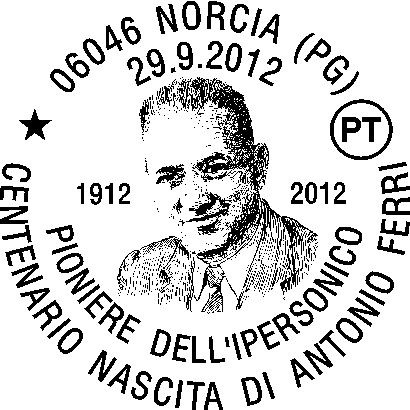 06046 NORCIA (PG)
29.9.2012
PT
1912
2012
PIONIERE DELL'IPERSONICO
CENTENARIO NASCITA DI ANTONIO FERRI